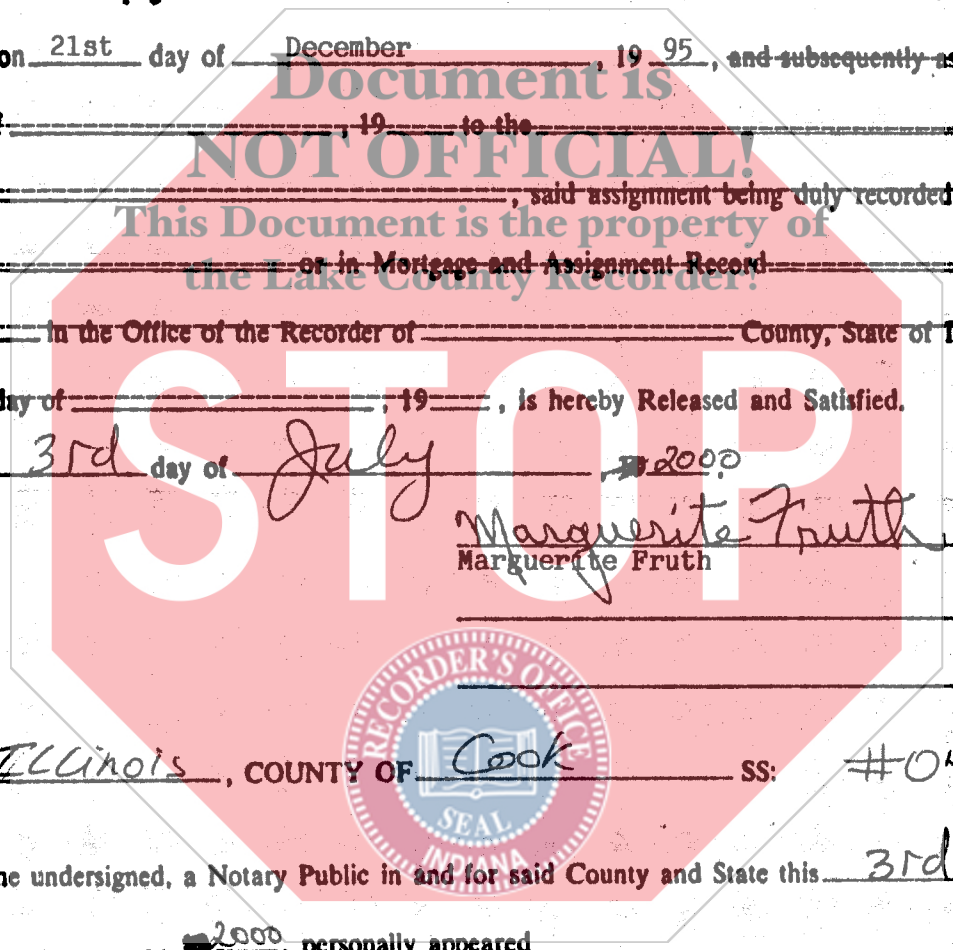 on 21st day of December, 19 95, and subsequently as
Document is
, 19 to the
NOT OFFICIAL!
, said assignment being duly recorded
This Document is the property of
or in Mortgage and Assignment Record
the Lake County Recorder!
in the Office of the Recorder of County, State of I
day of , 19 , is hereby Released and Satisfied.
STOP
3rd day of July , 2000
Marguerite Fruth
Marguerite Fruth
RECORDER'S OFFICE
Illinois, COUNTY OF Cook SS: #0
SEAL
INDIANA
he undersigned, a Notary Public in and for said County and State this 3rd
2000 personally appeared